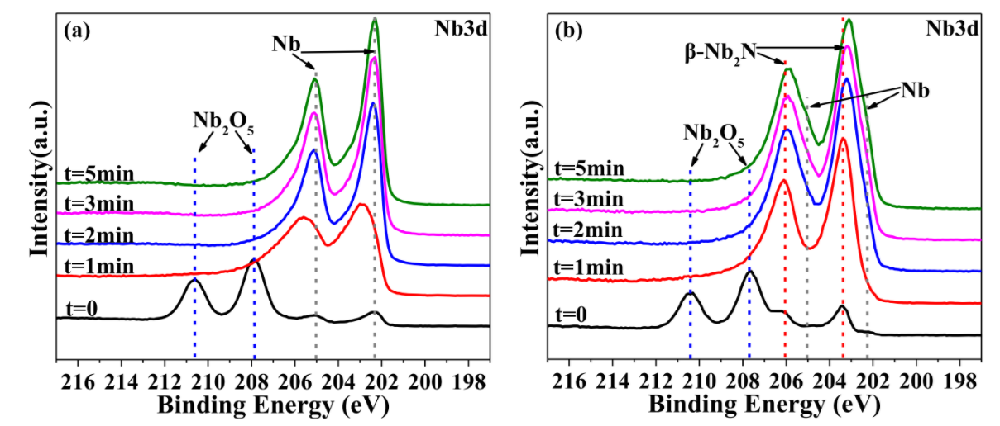 (a)
Nb3d
Nb
Nb₂O₅
t=5min
t=3min
t=2min
t=1min
t=0
Intensity(a.u.)
216 214 212 210 208 206 204 202 200 198
Binding Energy (eV)
(b)
Nb3d
β-Nb₂N
Nb
Nb₂O₅
t=5min
t=3min
t=2min
t=1min
t=0
Intensity(a.u.)
216 214 212 210 208 206 204 202 200 198
Binding Energy (eV)